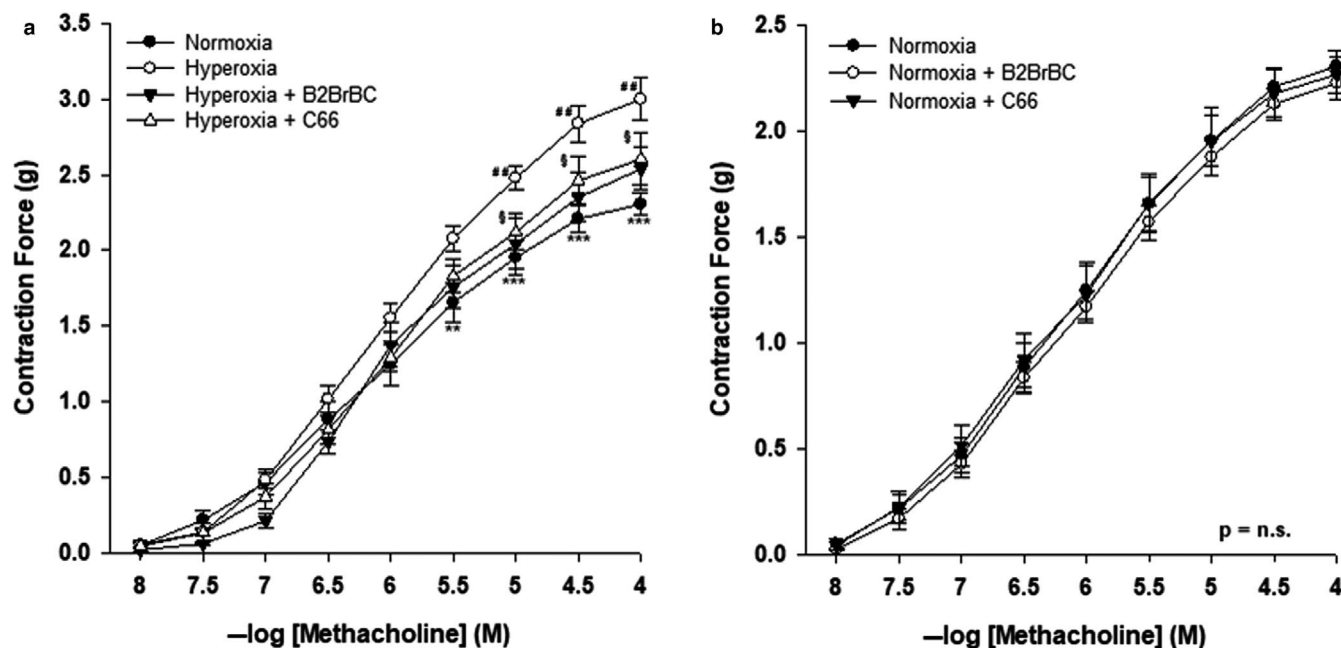 a
Normoxia
Hyperoxia
Hyperoxia + B2BrBC
Hyperoxia + C66
Contraction Force (g)
3.0
2.5
2.0
1.5
1.0
0.5
0.0
##
##
##
§
§
§
**
***
***
***
8 7.5 7 6.5 6 5.5 5 4.5 4
—log [Methacholine] (M)
b
Normoxia
Normoxia + B2BrBC
Normoxia + C66
Contraction Force (g)
2.5
2.0
1.5
1.0
0.5
0.0
p = n.s.
8 7.5 7 6.5 6 5.5 5 4.5 4
—log [Methacholine] (M)